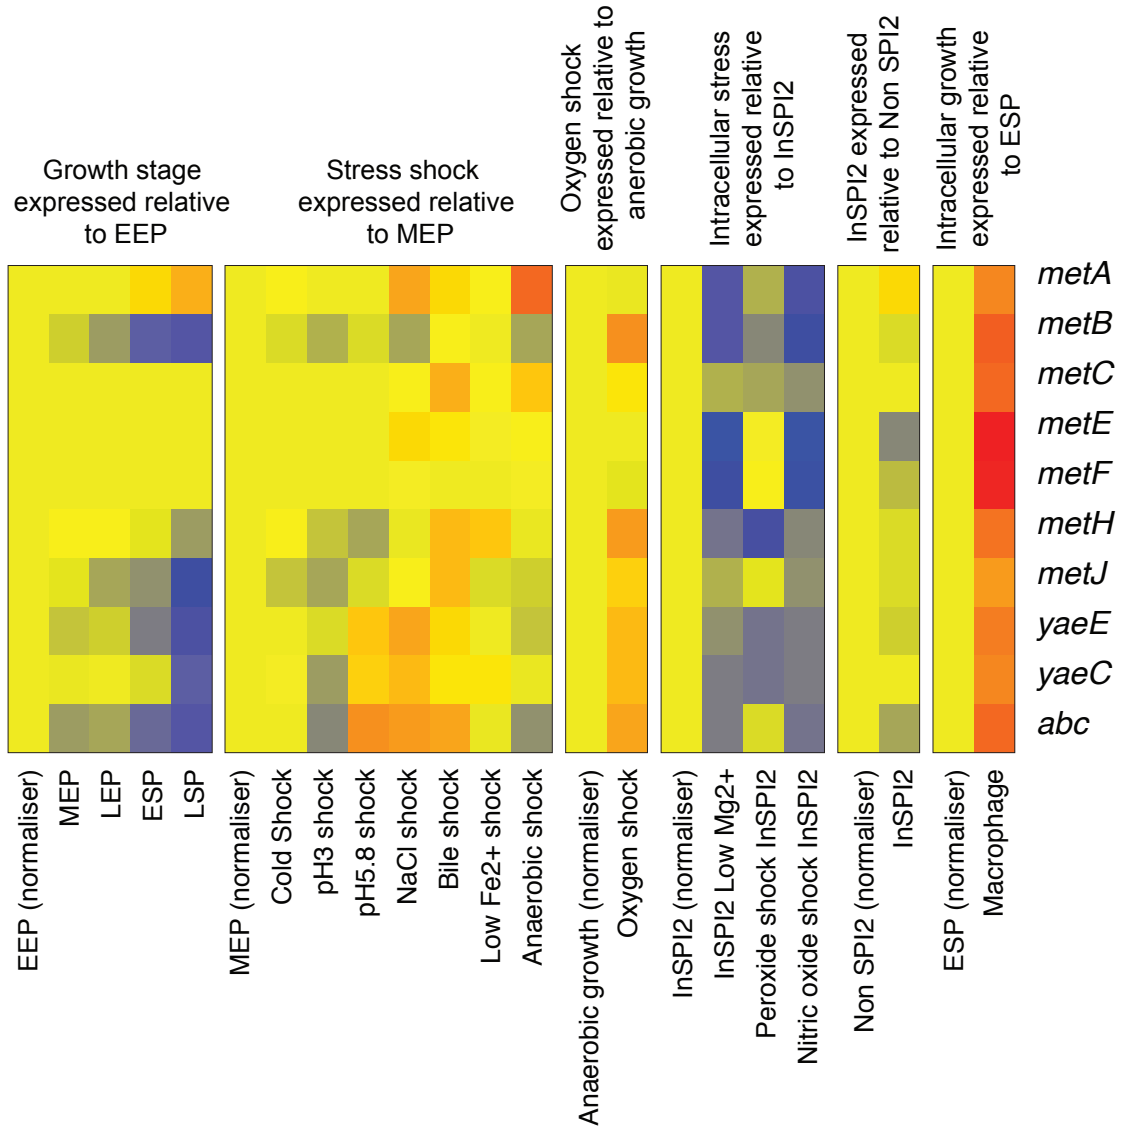 Growth stage
expressed relative
to EEP
Stress shock
expressed relative
to MEP
Oxygen shock
expressed relative to
anerobic growth
Intracellular stress
expressed relative
to InSPI2
InSPI2 expressed
relative to Non SPI2
Intracellular growth
expressed relative
to ESP
metA
metB
metC
metE
metF
metH
metJ
yaeE
yaeC
abc
EEP (normaliser)
MEP
LEP
ESP
LSP
MEP (normaliser)
Cold Shock
pH3 shock
pH5.8 shock
NaCl shock
Bile shock
Low Fe2+ shock
Anaerobic shock
Anaerobic growth (normaliser)
Oxygen shock
InSPI2 (normaliser)
InSPI2 Low Mg2+
Peroxide shock InSPI2
Nitric oxide shock InSPI2
Non SPI2 (normaliser)
InSPI2
ESP (normaliser)
Macrophage